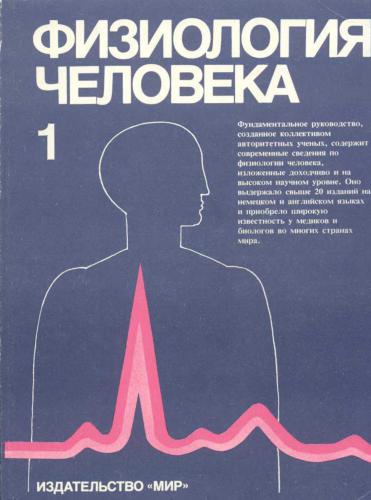 ФИЗИОЛОГИЯ
ЧЕЛОВЕКА
1
Фундаментальное руководство,
созданное коллективом
авторитетных ученых, содержит
современные сведения по
физиологии человека,
изложенные доходчиво и на
высоком научном уровне. Оно
выдержало свыше 20 изданий на
немецком и английском языках
и приобрело широкую
известность у медиков и
биологов во многих странах
мира.
ИЗДАТЕЛЬСТВО «МИР»